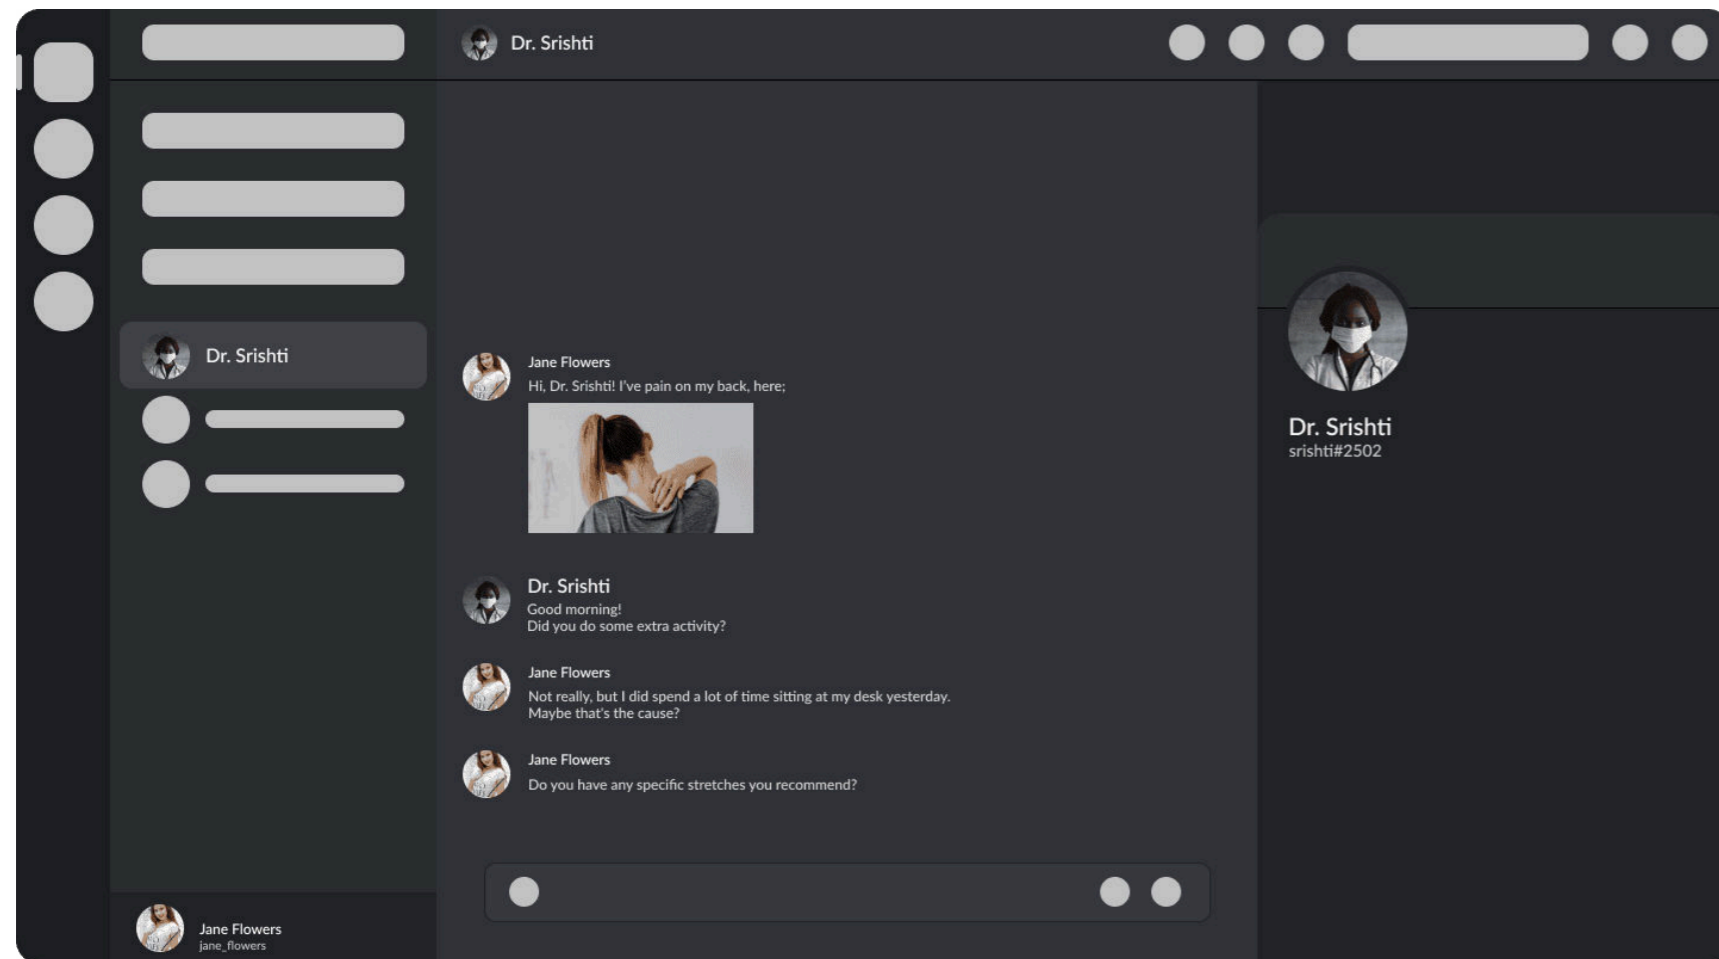 Dr. Srishti
Dr. Srishti
Jane Flowers
Hi, Dr. Srishti! I've pain on my back, here;
Dr. Srishti
Good morning!
Did you do some extra activity?
Jane Flowers
Not really, but I did spend a lot of time sitting at my desk yesterday.
Maybe that's the cause?
Jane Flowers
Do you have any specific stretches you recommend?
Jane Flowers
jane_flowers
Dr. Srishti
srishti#2502